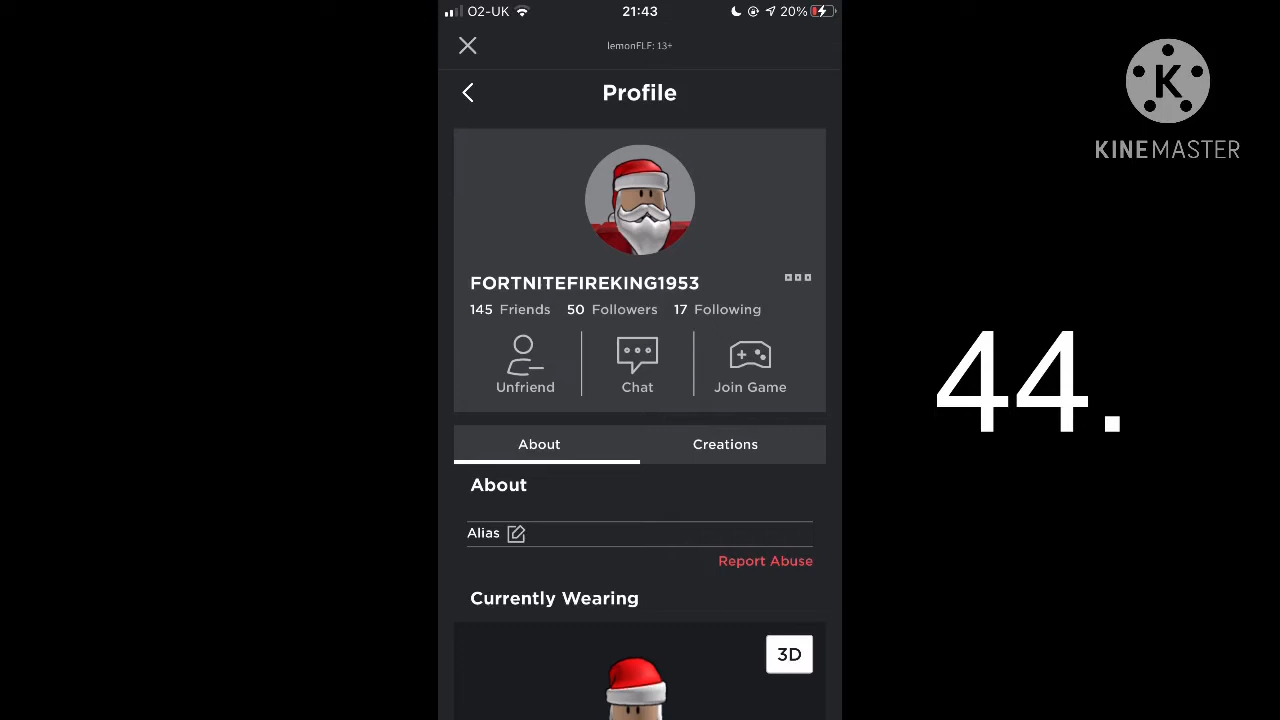 O2-UK 21:43 20%
lemonFLF: 13+
Profile
K
KINEMASTER
FORTNITEFIREKING1953
145 Friends 50 Followers 17 Following
Unfriend Chat Join Game
44.
About Creations
About
Alias
Report Abuse
Currently Wearing
3D